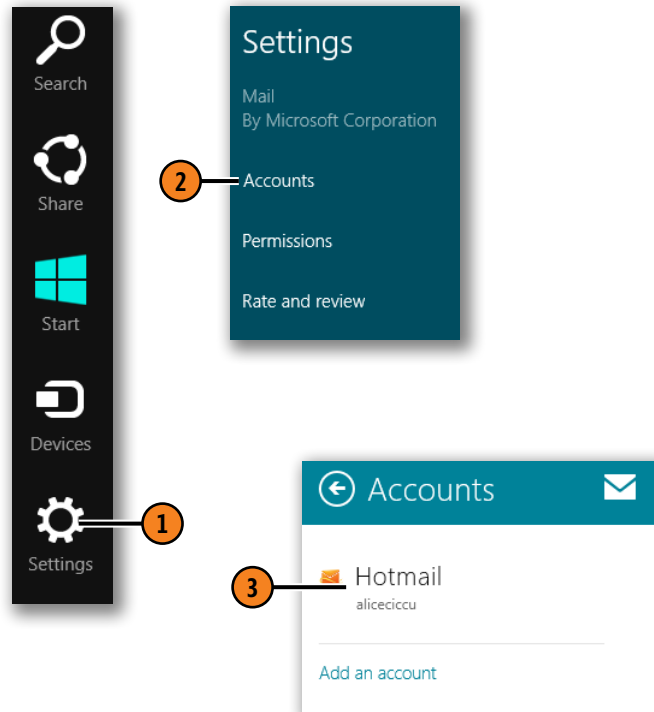 Search
Share
Start
Devices
Settings
1
Settings
Mail
By Microsoft Corporation
2
Accounts
Permissions
Rate and review
Accounts
3
Hotmail
aliceciccu
Add an account